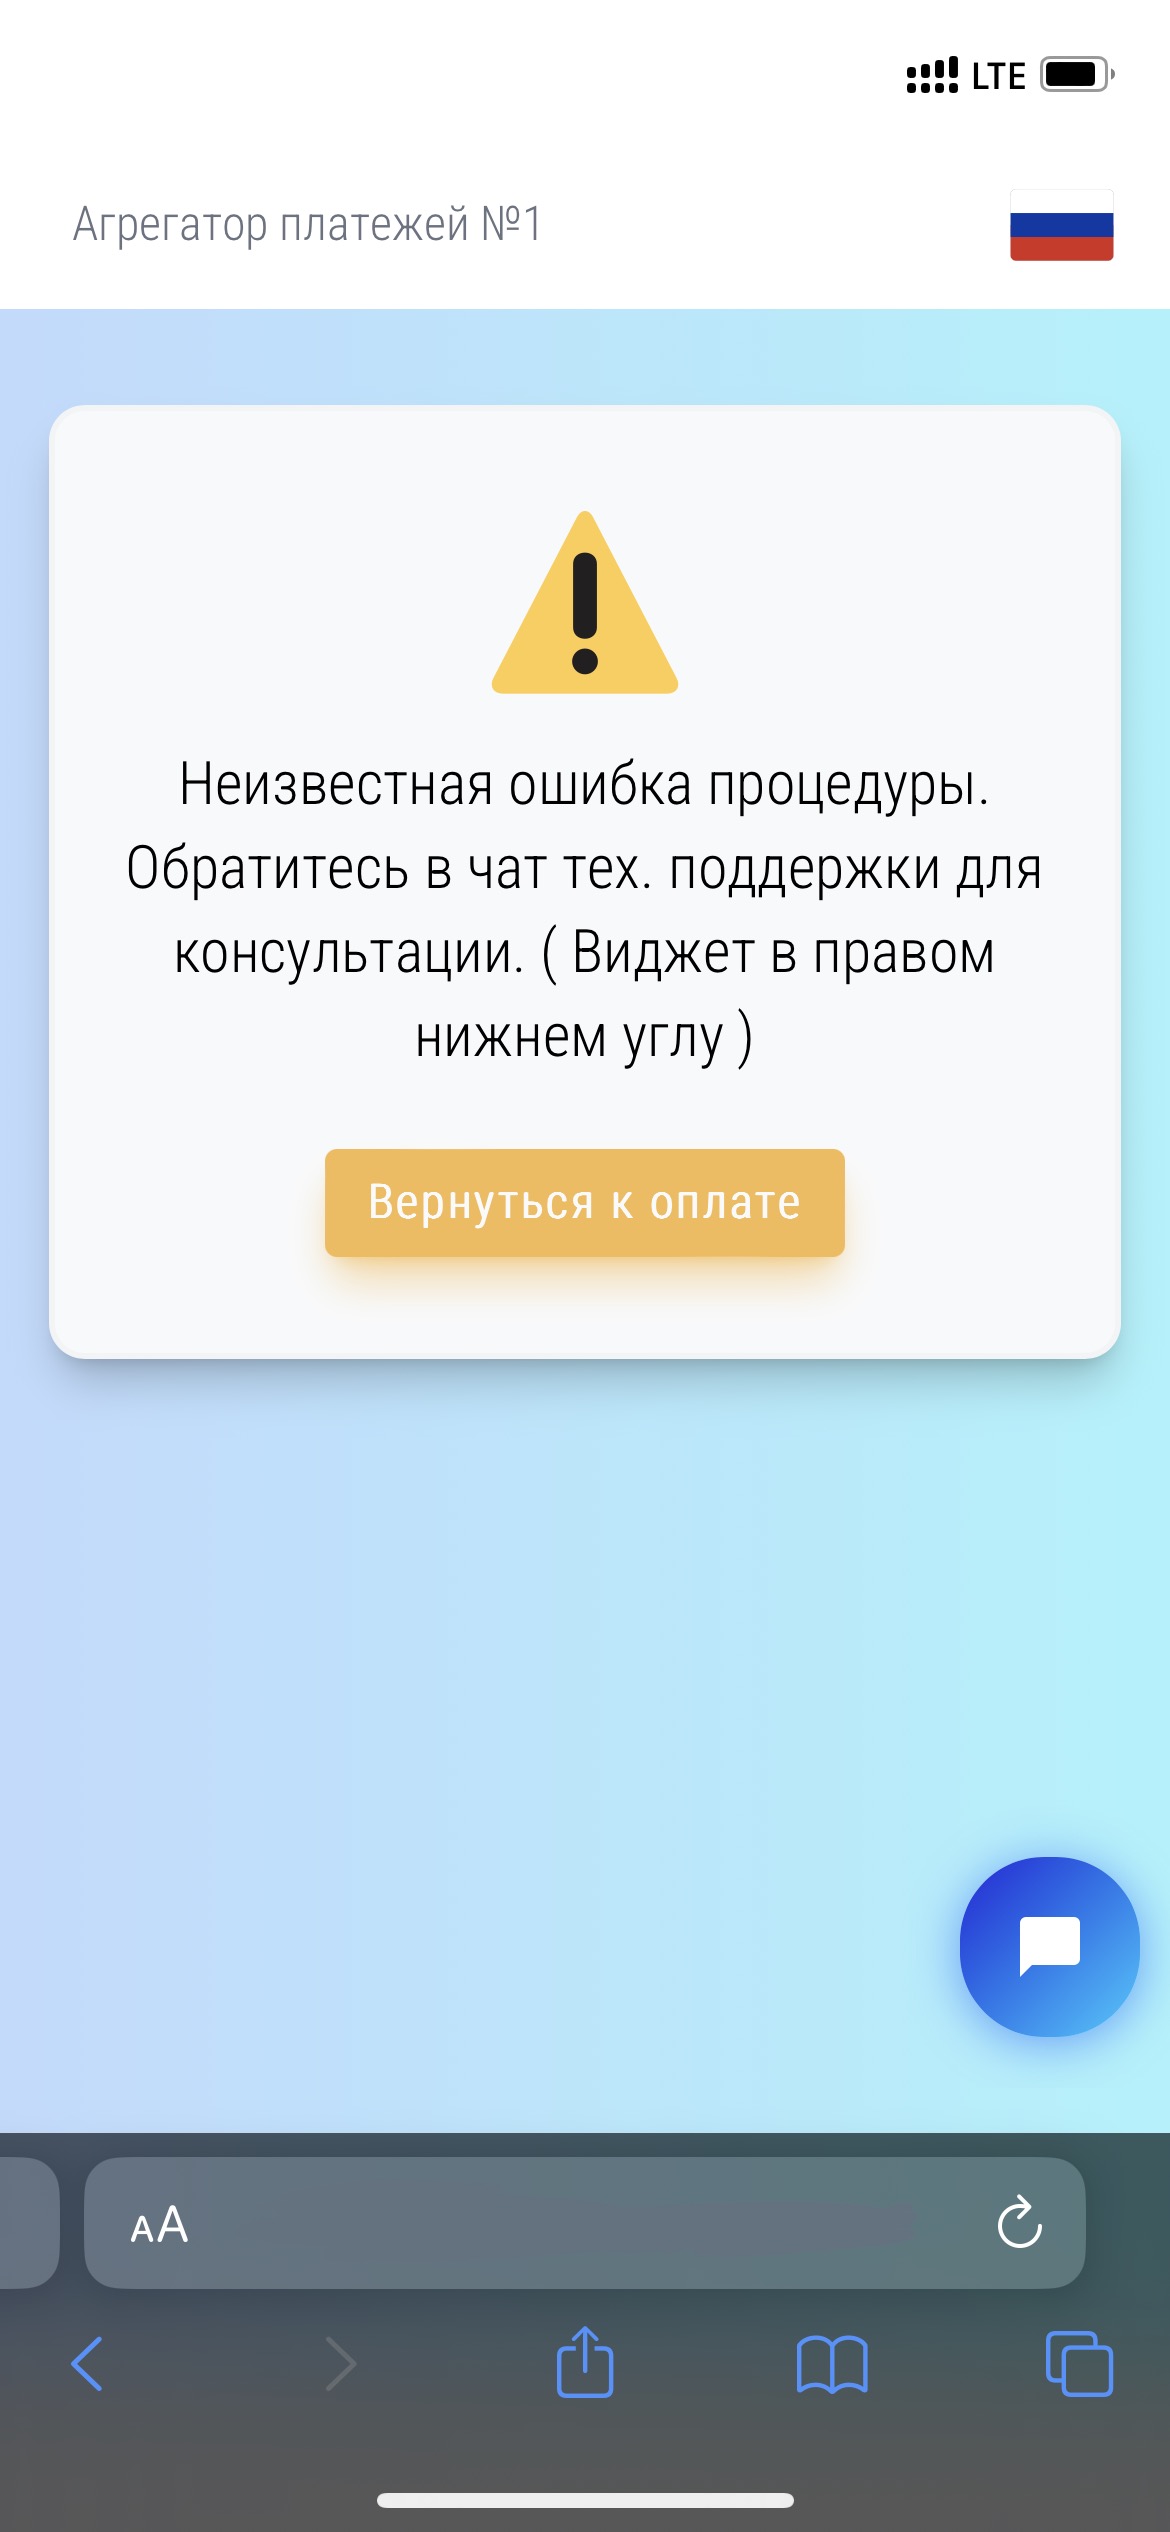 LTE
Агрегатор платежей №1
Неизвестная ошибка процедуры.
Обратитесь в чат тех. поддержки для
консультации. ( Виджет в правом
нижнем углу )
Вернуться к оплате
AA